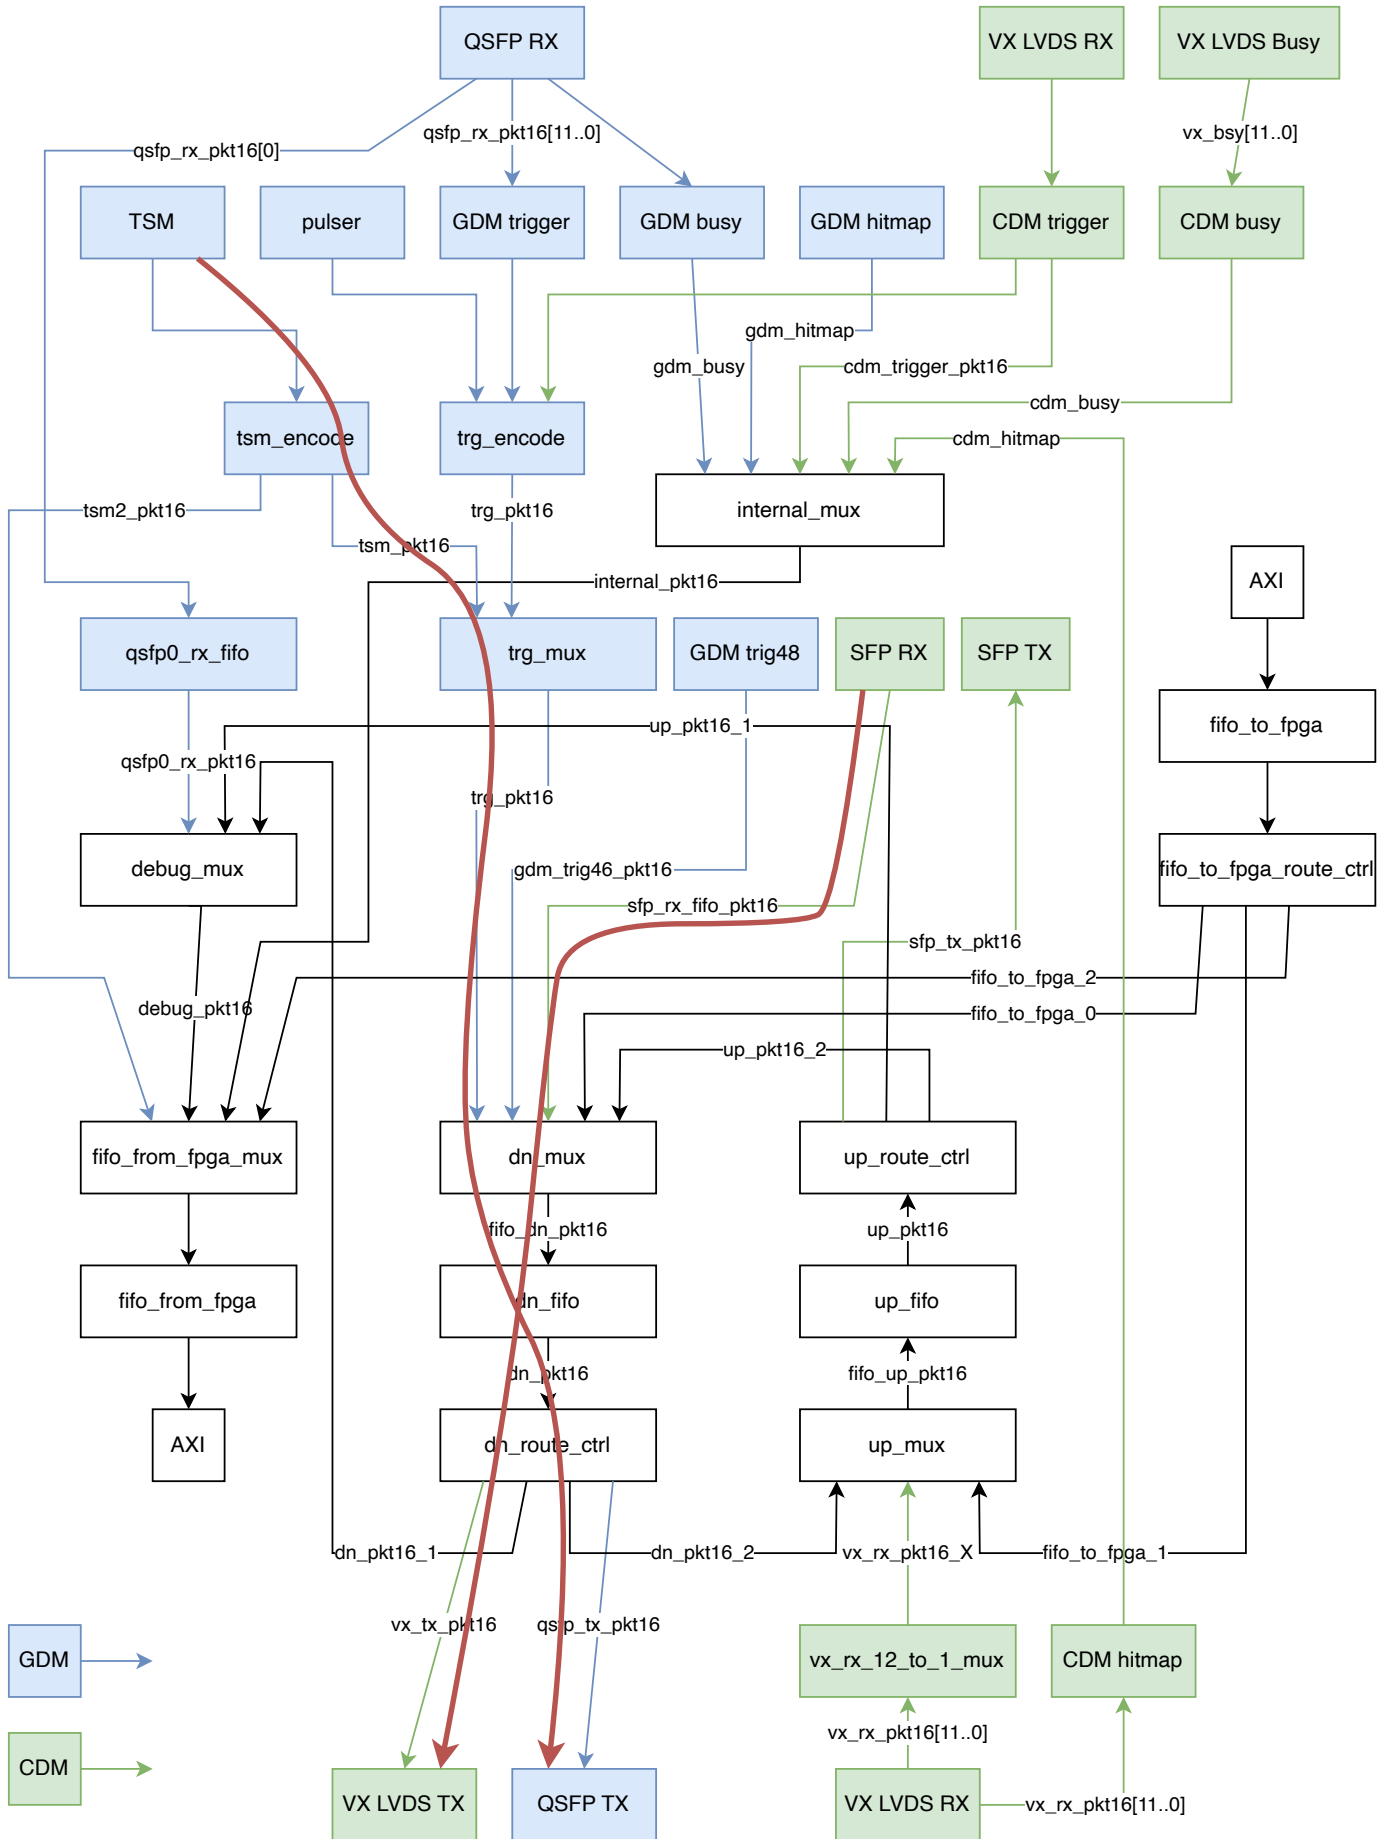 QSFP RX
VX LVDS RX
VX LVDS Busy
qsfp_rx_pkt16[0]
qsfp_rx_pkt16[11..0]
vx_bsy[11..0]
TSM
pulser
GDM trigger
GDM busy
GDM hitmap
CDM trigger
CDM busy
gdm_hitmap
gdm_busy
cdm_trigger_pkt16
cdm_busy
tsm_encode
trg_encode
cdm_hitmap
tsm2_pkt16
trg_pkt16
internal_mux
tsm_pkt16
internal_pkt16
AXI
qsfp0_rx_fifo
trg_mux
GDM trig48
SFP RX
SFP TX
up_pkt16_1
fifo_to_fpga
qsfp0_rx_pkt16
trg_pkt16
debug_mux
gdm_trig46_pkt16
fifo_to_fpga_route_ctrl
sfp_rx_fifo_pkt16
sfp_tx_pkt16
fifo_to_fpga_2
debug_pkt16
fifo_to_fpga_0
up_pkt16_2
fifo_from_fpga_mux
dn_mux
up_route_ctrl
fifo_dn_pkt16
up_pkt16
fifo_from_fpga
dn_fifo
up_fifo
dn_pkt16
fifo_up_pkt16
AXI
dn_route_ctrl
up_mux
dn_pkt16_1
dn_pkt16_2
vx_rx_pkt16_X
fifo_to_fpga_1
vx_tx_pkt16
qsfp_tx_pkt16
GDM
vx_rx_12_to_1_mux
CDM hitmap
vx_rx_pkt16[11..0]
CDM
VX LVDS TX
QSFP TX
VX LVDS RX
vx_rx_pkt16[11..0]